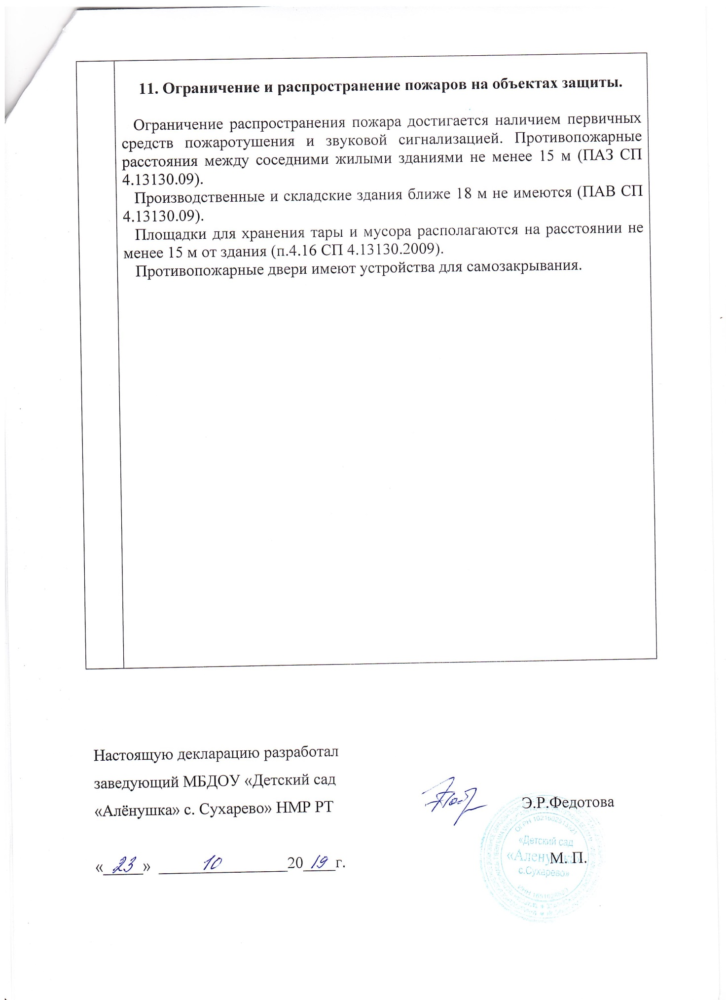 11. Ограничение и распространение пожаров на объектах защиты.
Ограничение распространения пожара достигается наличием первичных
средств пожаротушения и звуковой сигнализацией. Противопожарные
расстояния между соседними жилыми зданиями не менее 15 м (ПАЗ СП
4.13130.09).
Производственные и складские здания ближе 18 м не имеются (ПАВ СП
4.13130.09).
Площадки для хранения тары и мусора располагаются на расстоянии не
менее 15 м от здания (п.4.16 СП 4.13130.2009).
Противопожарные двери имеют устройства для самозакрывания.
Настоящую декларацию разработал
заведующий МБДОУ «Детский сад
«Алёнушка» с. Сухарево» НМР РТ
Э.Р.Федотова
«23» 10 2019г.
М. П.
ОГРН
«Детский сад
«Аленушка»
с.Сухарево»
ИНН